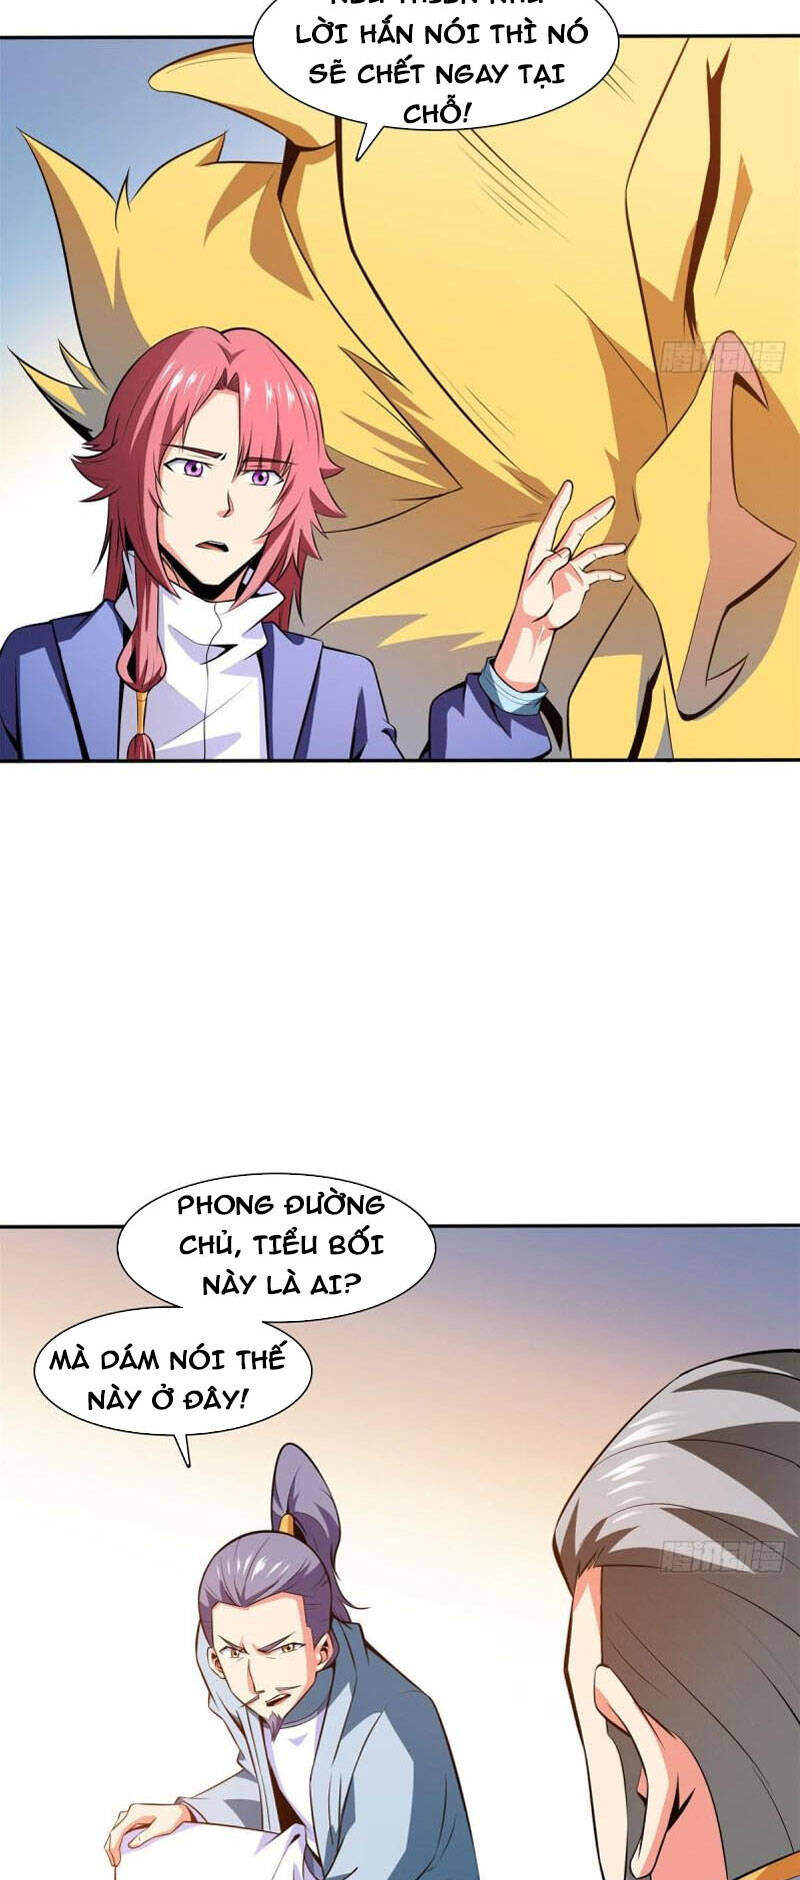 LỜI HẮN NÓI THÌ NÓ
SẼ CHẾT NGAY TẠI
CHỖ!
PHONG ĐƯỜNG
CHỦ, TIỂU BỐI
NÀY LÀ AI?
MÀ DÁM NÓI THẾ
NÀY Ở ĐÂY!